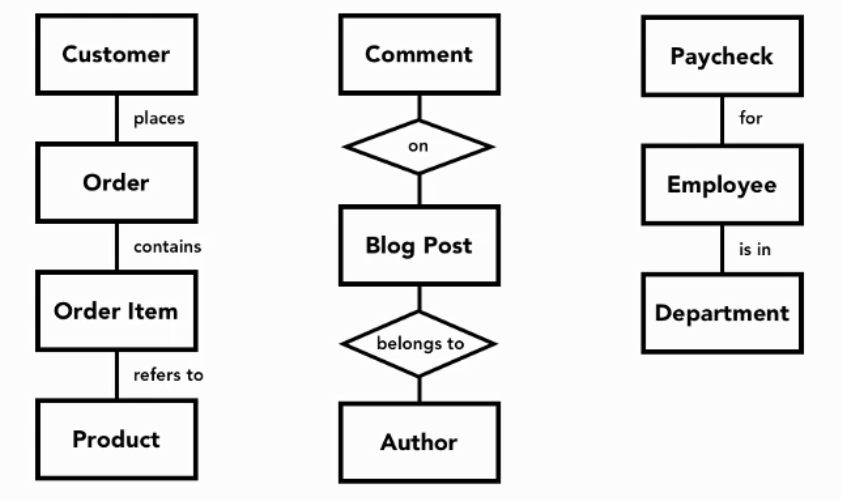 Customer
places
Order
contains
Order Item
refers to
Product
Comment
on
Blog Post
belongs to
Author
Paycheck
for
Employee
is in
Department